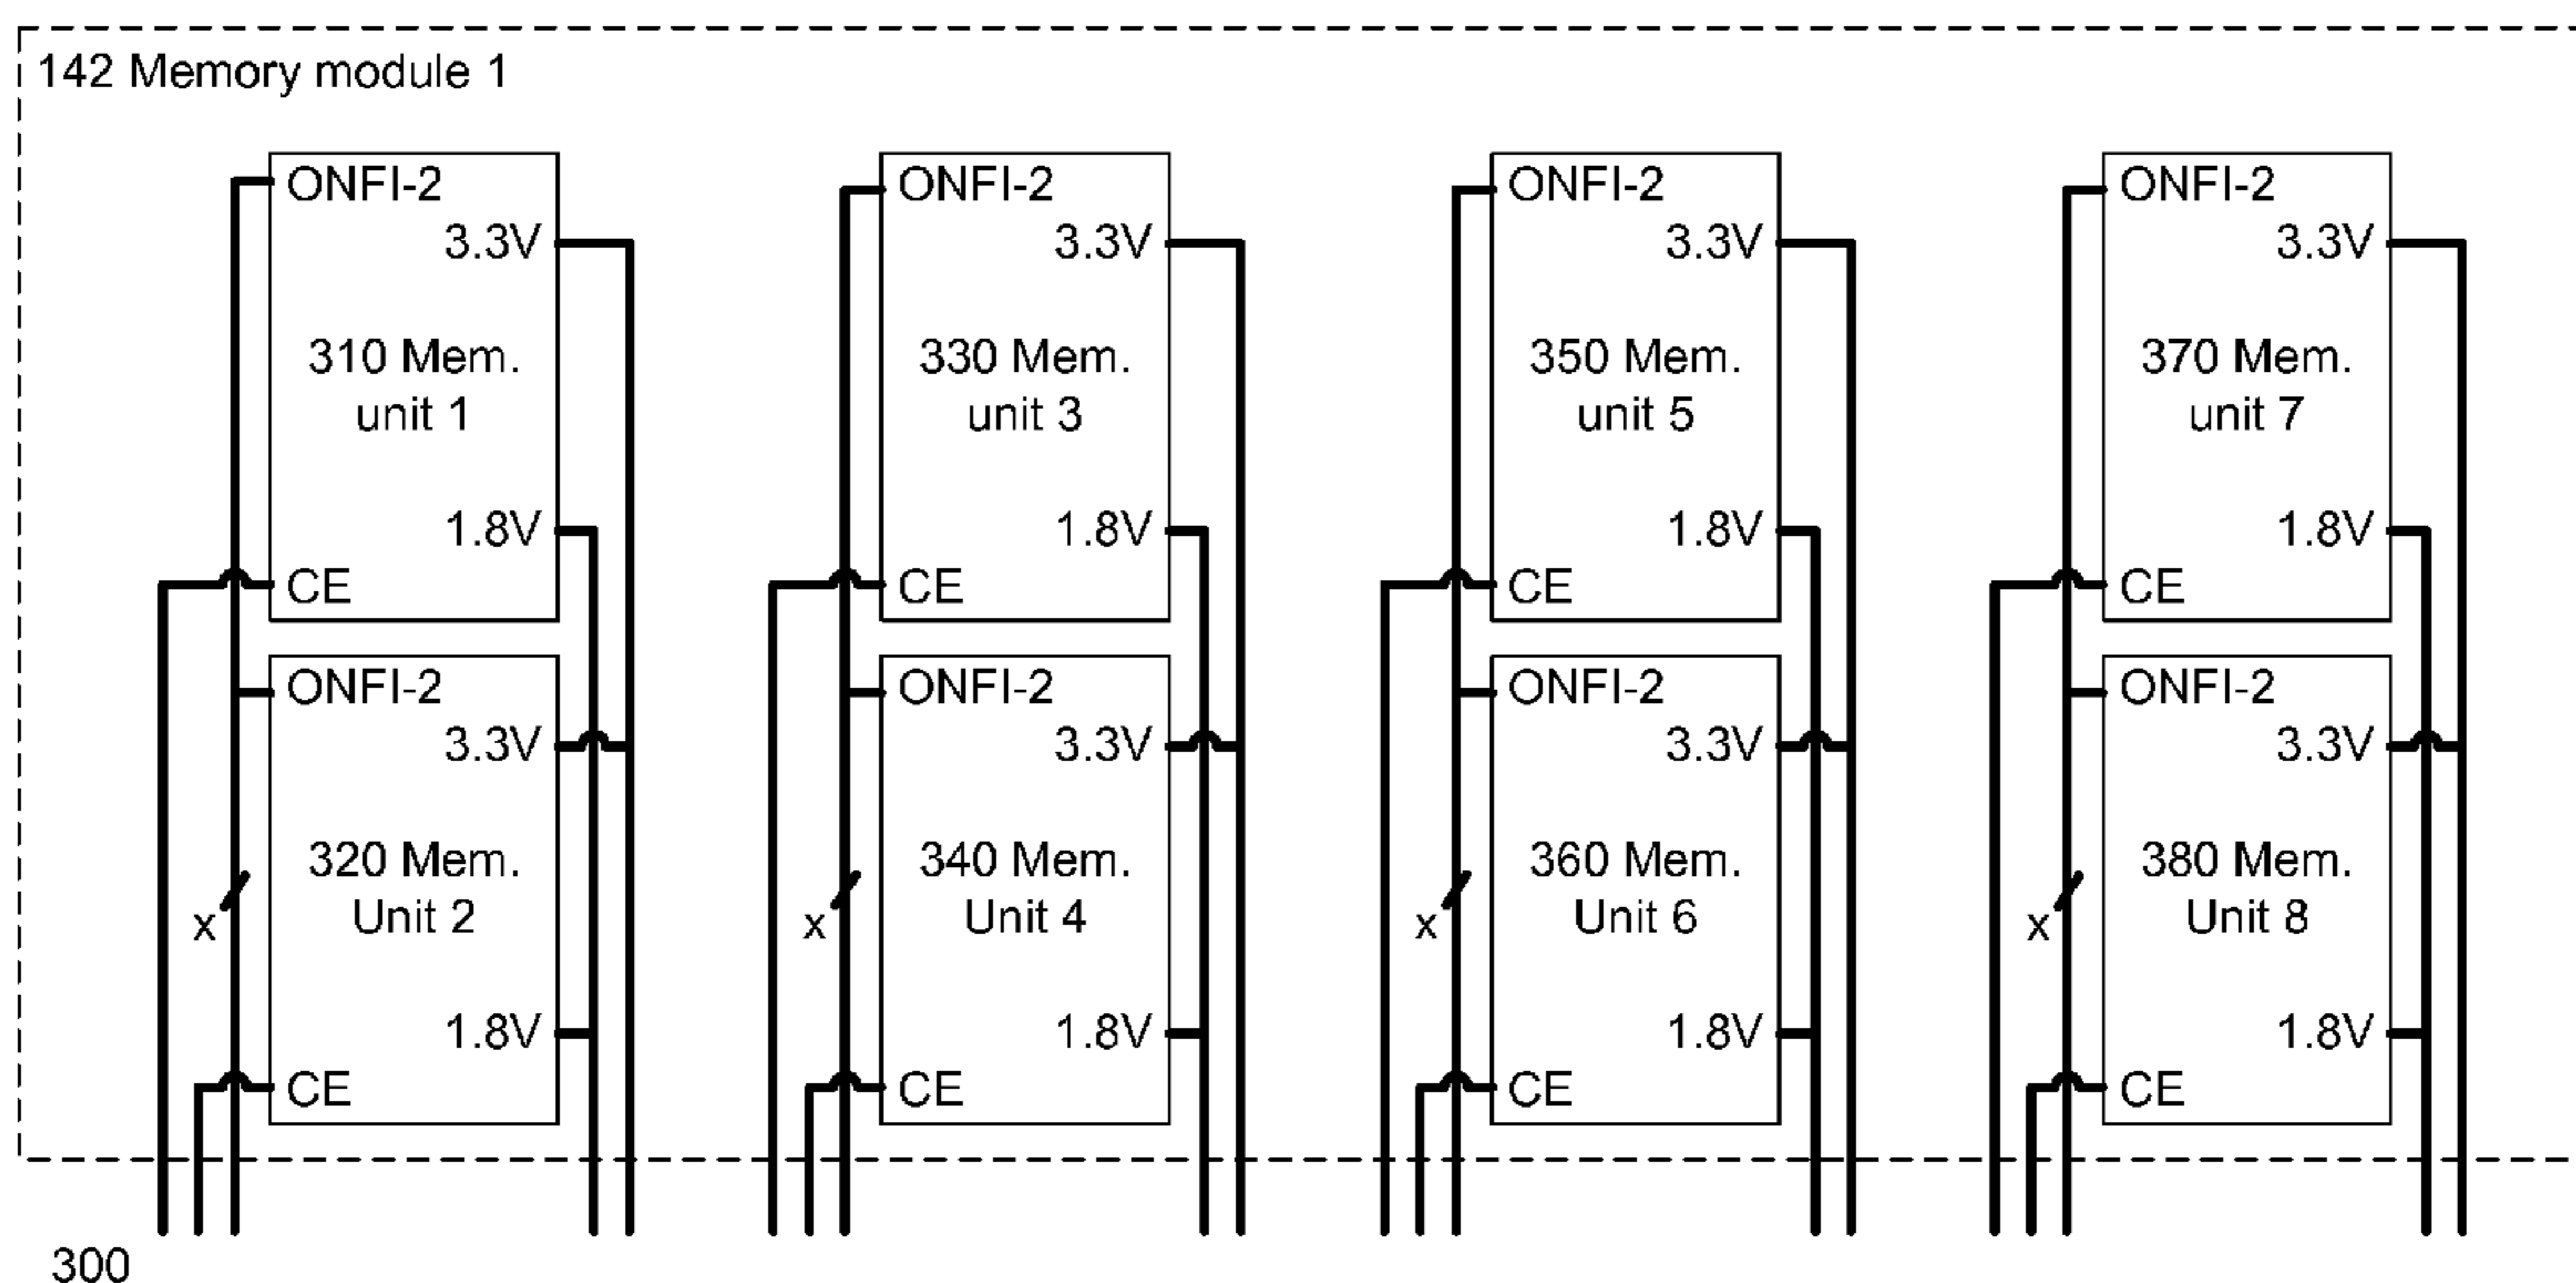 142 Memory module 1
ONFI-2
3.3V
310 Mem.
unit 1
1.8V
CE
ONFI-2
3.3V
320 Mem.
Unit 2
x
1.8V
CE
ONFI-2
3.3V
330 Mem.
unit 3
1.8V
CE
ONFI-2
3.3V
340 Mem.
Unit 4
x
1.8V
CE
ONFI-2
3.3V
350 Mem.
unit 5
1.8V
CE
ONFI-2
3.3V
360 Mem.
Unit 6
x
1.8V
CE
ONFI-2
3.3V
370 Mem.
unit 7
1.8V
CE
ONFI-2
3.3V
380 Mem.
Unit 8
x
1.8V
CE
300